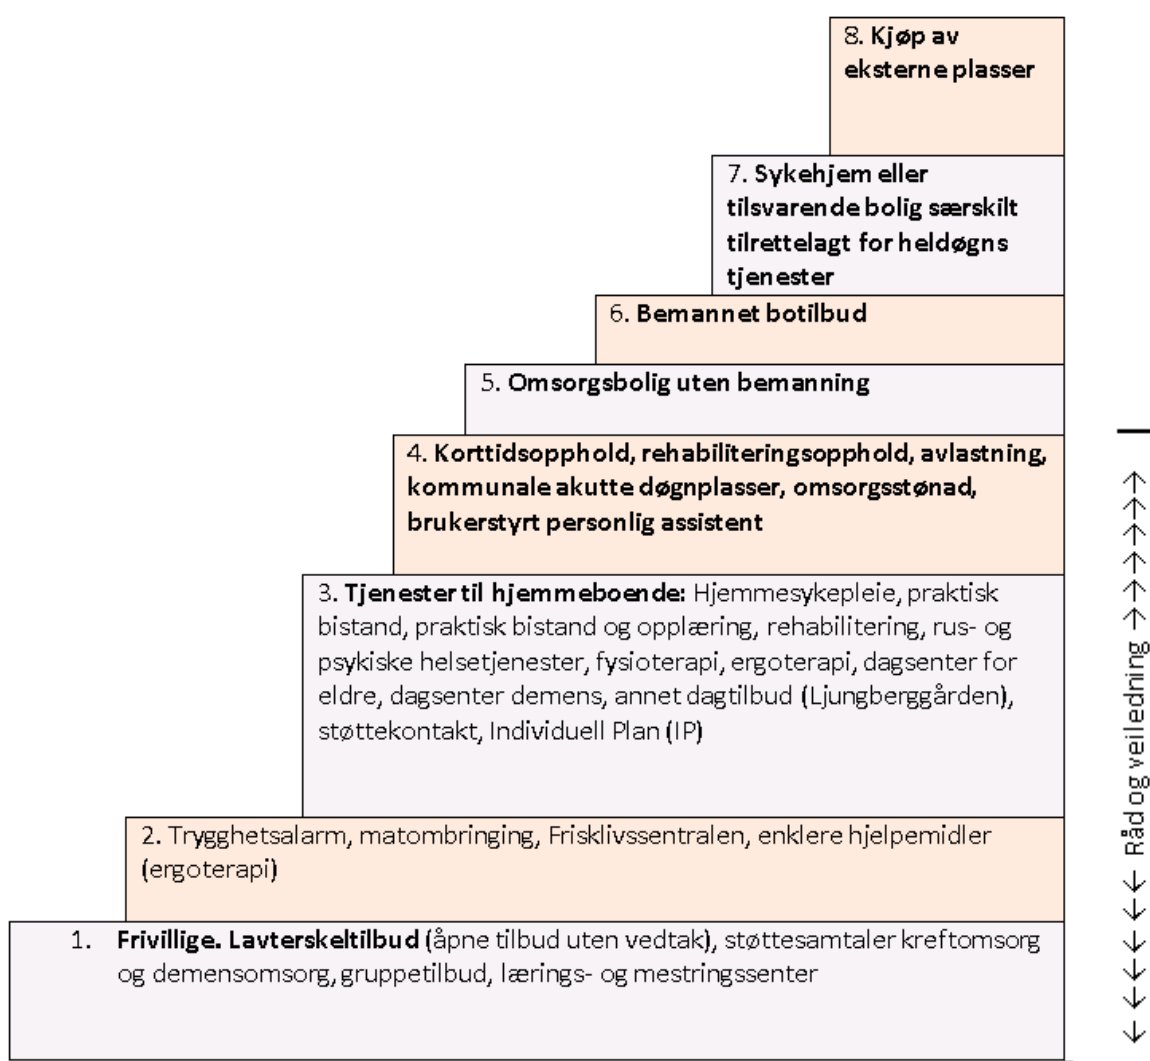 8. Kjøp av
eksterne plasser
7. Sykehjem eller
tilsvarende bolig særskilt
tilrettelagt for heldøgns
tjenester
6. Bemannet botilbud
5. Omsorgsbolig uten bemanning
4. Korttidsopphold, rehabiliteringsopphold, avlastning,
kommunale akutte døgnplasser, omsorgsstønad,
brukerstyrt personlig assistent
3. Tjenester til hjemmeboende: Hjemmesykepleie, praktisk
bistand, praktisk bistand og opplæring, rehabilitering, rus- og
psykiske helsetjenester, fysioterapi, ergoterapi, dagsenter for
eldre, dagsenter demens, annet dagtilbud (Ljungberggården),
støttekontakt, Individuell Plan (IP)
2. Trygghetsalarm, matombringing, Frisklivssentralen, enklere hjelpemidler
(ergoterapi)
1. Frivillige. Lavterskeltilbud (åpne tilbud uten vedtak), støttesamtaler kreftomsorg
og demensomsorg, gruppetilbud, lærings- og mestringssenter
Råd og veiledning